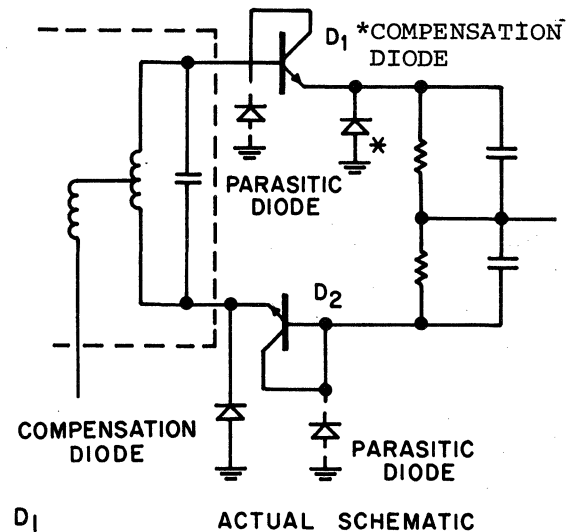 D1 *COMPENSATION
DIODE
*
PARASITIC
DIODE
D2
COMPENSATION
DIODE
PARASITIC
DIODE
D1
ACTUAL SCHEMATIC